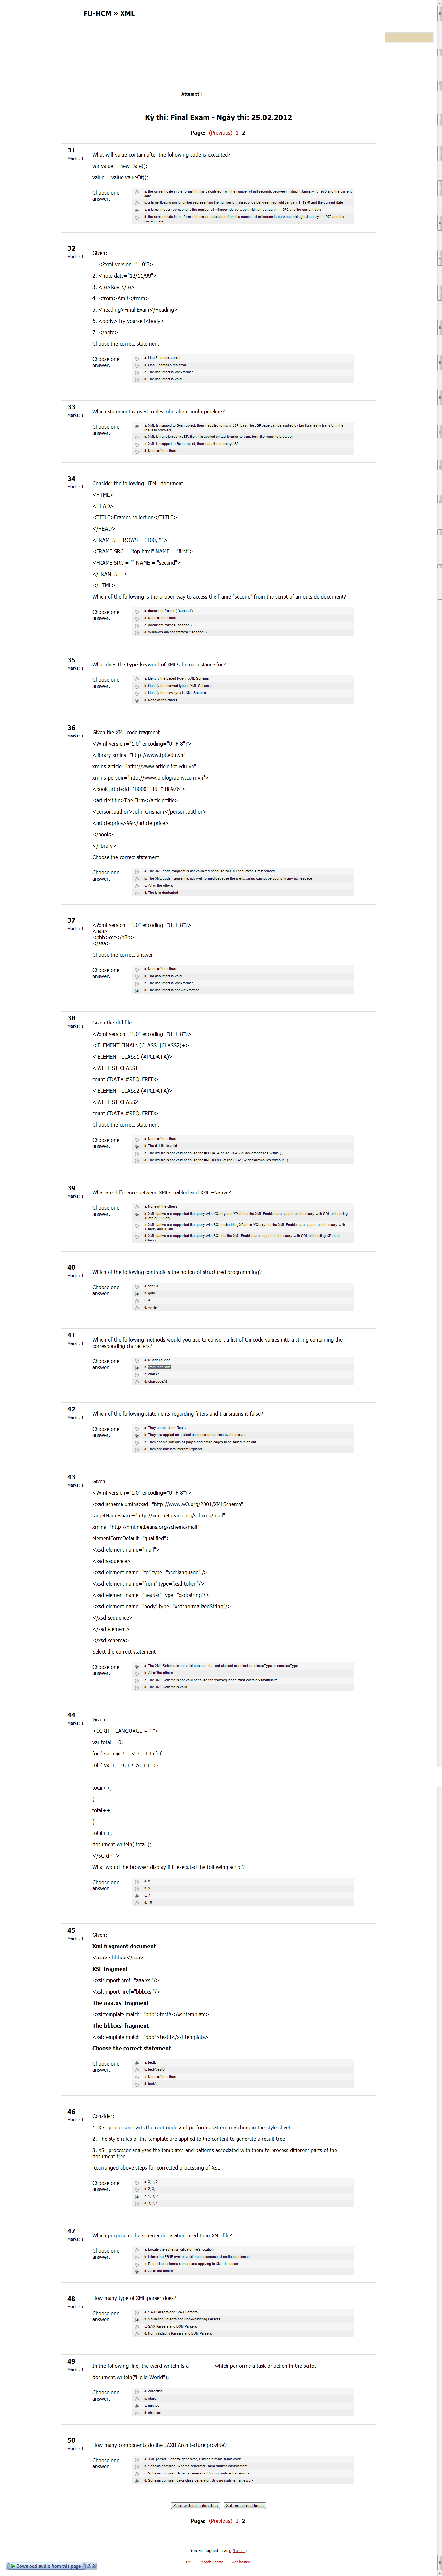 FU-HCM » XML
Attempt 1
Kỳ thi: Final Exam - Ngày thi: 25.02.2012
Page: (Previous) 1 2
31
Marks: 1
What will value contain after the following code is executed?
var value = new Date();
value = value.valueOf();
Choose one answer.
a. the current date in the format hh:mm calculated from the number of milliseconds between midnight January 1, 1970 and the current date
b. a large floating point number representing the number of milliseconds between midnight January 1, 1970 and the current date
c. a large integer representing the number of milliseconds between midnight January 1, 1970 and the current date
d. the current date in the format hh:mm:ss calculated from the number of milliseconds between midnight January 1, 1970 and the current date
32
Marks: 1
Given:
1. <?xml version="1.0"?>
2. <note date="12/11/99">
3. <to>Ravi</to>
4. <from>Amit</from>
5. <heading>Final Exam</Heading>
6. <body>Try yourself<body>
7. </note>
Choose the correct statement
Choose one answer.
a. Line 6 contains error
b. Line 2 contains the error
c. The document is well-formed
d. The document is valid
33
Marks: 1
Which statement is used to describe about multi-pipeline?
Choose one answer.
a. XML is mapped to Bean object, then it applied to many JSP. Last, the JSP page can be applied by tag libraries to transform the result to browser
b. XML is transferred to JSP, then it is applied by tag libraries to transform the result to browser
c. XML is mapped to Bean object, then it applied to many JSP
d. None of the others
34
Marks: 1
Consider the following HTML document.
<HTML>
<HEAD>
<TITLE>Frames collection</TITLE>
</HEAD>
<FRAMESET ROWS = "100, *">
<FRAME SRC = "top.html" NAME = "first">
<FRAME SRC = "" NAME = "second">
</FRAMESET>
</HTML>
Which of the following is the proper way to access the frame "second" from the script of an outside document?
Choose one answer.
a. document frames( "second")
b. None of the others
c. document frames( second )
d. windows anchor frames( " second" )
35
Marks: 1
What does the type keyword of XMLSchema-Instance for?
Choose one answer.
a. Identify the based type in XML Schema
b. Identify the derived type in XML Schema
c. Identify the new type in XML Schema
d. None of the others
36
Marks: 1
Given the XML code fragment
<?xml version="1.0" encoding="UTF-8"?>
<library xmlns="http://www.fpt.edu.vn"
xmlns:article="http://www.article.fpt.edu.vn"
xmlns:person="http://www.biolography.com.vn">
<book article:id="B0001" id="IBB976">
<article:title>The Firm</article:title>
<person:author>John Grisham</person:author>
<article:price>99</article:price>
</book>
</library>
Choose the correct statement
Choose one answer.
a. The XML code fragment is not validated because no DTD document is referenced
b. The XML code fragment is not well-formed because the prefix xmlns cannot be bound to any namespace
c. All of the others
d. The id is duplicated
37
Marks: 1
<?xml version="1.0" encoding="UTF-8"?>
<aaa>
<bbb>ccc</bBb>
</aaa>
Choose the correct answer
Choose one answer.
a. None of the others
b. The document is valid
c. The document is well-formed
d. The document is not well-formed
38
Marks: 1
Given the dtd file:
<?xml version="1.0" encoding="UTF-8"?>
<!ELEMENT FINALs (CLASS1|CLASS2)+>
<!ELEMENT CLASS1 (#PCDATA)>
<!ATTLIST CLASS1
count CDATA #REQUIRED>
<!ELEMENT CLASS2 (#PCDATA)>
<!ATTLIST CLASS2
count CDATA #REQUIRED>
Choose the correct statement
Choose one answer.
a. None of the others
b. The dtd file is valid
c. The dtd file is not valid because the #PCDATA at line CLASS1 declaration lies within ( )
d. The dtd file is not valid because the #REQUIRED at line CLASS2 declaration lies without ( )
39
Marks: 1
What are difference between XML-Enabled and XML –Native?
Choose one answer.
a. None of the others
b. XML-Native are supported the query with XQuery and XPath but the XML-Enabled are supported the query with SQL embedding XPath or XQuery
c. XML-Native are supported the query with SQL embedding XPath or XQuery but the XML-Enabled are supported the query with XQuery and XPath
d. XML-Native are supported the query with SQL but the XML-Enabled are supported the query with SQL embedding XPath or XQuery
40
Marks: 1
Which of the following contradicts the notion of structured programming?
Choose one answer.
a. for / in
b. goto
c. if
d. while
41
Marks: 1
Which of the following methods would you use to convert a list of Unicode values into a string containing the corresponding characters?
Choose one answer.
a. uCodeToChar
b. fromCharCode
c. charAt
d. charCodeAt
42
Marks: 1
Which of the following statements regarding filters and transitions is false?
Choose one answer.
a. They enable 2-d effects.
b. They are applied on a client computer at run time by the server.
c. They enable portions of pages and entire pages to be faded in an out.
d. They are built into Internet Explorer.
43
Marks: 1
Given
<?xml version="1.0" encoding="UTF-8"?>
<xsd:schema xmlns:xsd="http://www.w3.org/2001/XMLSchema"
targetNamespace="http://xml.netbeans.org/schema/mail"
xmlns="http://xml.netbeans.org/schema/mail"
elementFormDefault="qualified">
<xsd:element name="mail">
<xsd:sequence>
<xsd:element name="to" type="xsd:language" />
<xsd:element name="from" type="xsd:token"/>
<xsd:element name="header" type="xsd:string"/>
<xsd:element name="body" type="xsd:normalizedString"/>
</xsd:sequence>
</xsd:element>
</xsd:schema>
Select the correct statement
Choose one answer.
a. The XML Schema is not valid because the xsd:element must include simpleType or complexType
b. All of the others
c. The XML Schema is not valid because the xsd:sequence must contain xsd:attribute
d. The XML Schema is valid
44
Marks: 1
Given:
<SCRIPT LANGUAGE = " ">
var total = 0;
for( var i = 0; i < 3; ++i ) {
total++;
}
total++;
}
total++;
document.writeln( total );
</SCRIPT>
What would the browser display if it executed the following script?
Choose one answer.
a. 8
b. 9
c. 7
d. 10
45
Marks: 1
Given:
Xml fragment document
<aaa><bbb/></aaa>
XSL fragment
<xsl:import href="aaa.xsl"/>
<xsl:import href="bbb.xsl"/>
The aaa.xsl fragment
<xsl:template match="bbb">testA</xsl:template>
The bbb.xsl fragment
<xsl:template match="bbb">testB</xsl:template>
Choose the correct statement
Choose one answer.
a. testB
b. testAtestB
c. None of the others
d. testA
46
Marks: 1
Consider:
1. XSL processor starts the root node and performs pattern matching in the style sheet
2. The style rules of the template are applied to the content to generate a result tree
3. XSL processor analyzes the templates and patterns associated with them to process different parts of the document tree
Rearranged above steps for corrected processing of XSL
Choose one answer.
a. 3, 1, 2
b. 2, 3, 1
c. 1, 3, 2
d. 3, 2, 1
47
Marks: 1
Which purpose is the schema declaration used to in XML file?
Choose one answer.
a. Locate the schema validator file's location
b. Inform the EBNF syntax valid the namespace of particular element
c. Determine instance namespace applying to XML document
d. All of the others
48
Marks: 1
How many type of XML parser does?
Choose one answer.
a. SAX Parsers and StAX Parsers
b. Validating Parsers and Non-Validating Parsers
c. SAX Parsers and DOM Parsers
d. Non-validating Parsers and DOM Parsers
49
Marks: 1
In the following line, the word writeln is a ________ which performs a task or action in the script
document.writeln("Hello World");
Choose one answer.
a. collection
b. object
c. method
d. structure
50
Marks: 1
How many components do the JAXB Architecture provide?
Choose one answer.
a. XML parser, Schema generator, Binding runtime framework
b. Schema compiler, Schema generator, Java runtime environment
c. Schema compiler, Schema generator, Binding runtime framework
d. Schema compiler, Java class generator, Binding runtime framework
Save without submitting
Submit all and finish
Page: (Previous) 1 2
You are logged in as s (Logout)
XML
Moodle Theme
web hosting
Download audio from this page